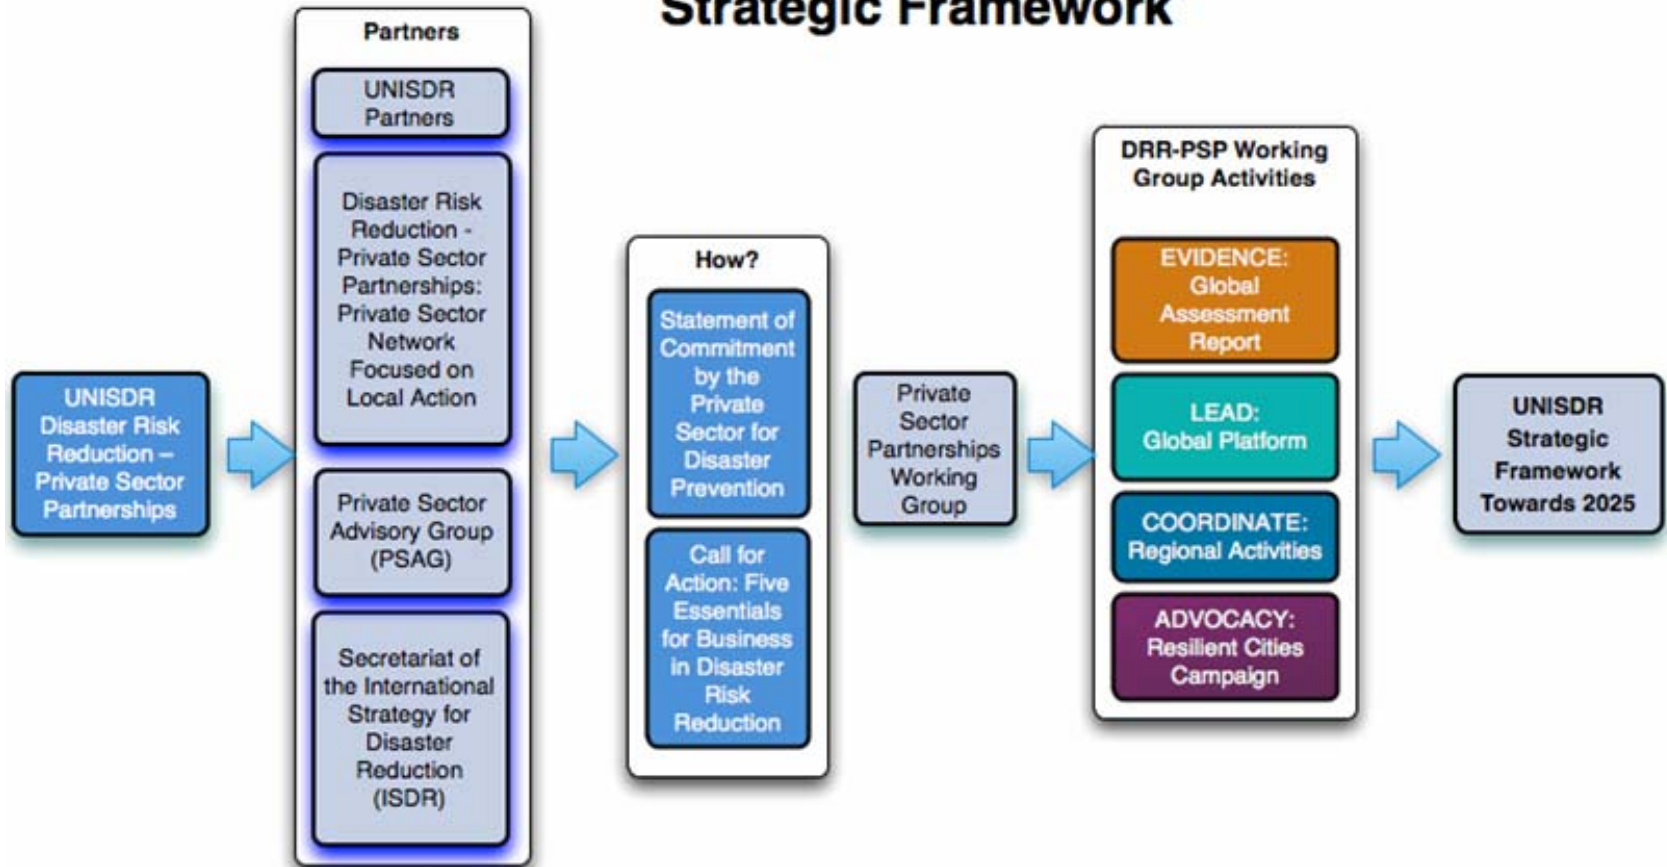 Strategic Framework
UNISDR
Disaster Risk
Reduction –
Private Sector
Partnerships
Partners
UNISDR
Partners
Disaster Risk
Reduction -
Private Sector
Partnerships:
Private Sector
Network
Focused on
Local Action
Private Sector
Advisory Group
(PSAG)
Secretariat of
the International
Strategy for
Disaster
Reduction
(ISDR)
How?
Statement of
Commitment
by the
Private
Sector for
Disaster
Prevention
Call for
Action: Five
Essentials
for Business
in Disaster
Risk
Reduction
Private
Sector
Partnerships
Working
Group
DRR-PSP Working
Group Activities
EVIDENCE:
Global
Assessment
Report
LEAD:
Global Platform
COORDINATE:
Regional Activities
ADVOCACY:
Resilient Cities
Campaign
UNISDR
Strategic
Framework
Towards 2025